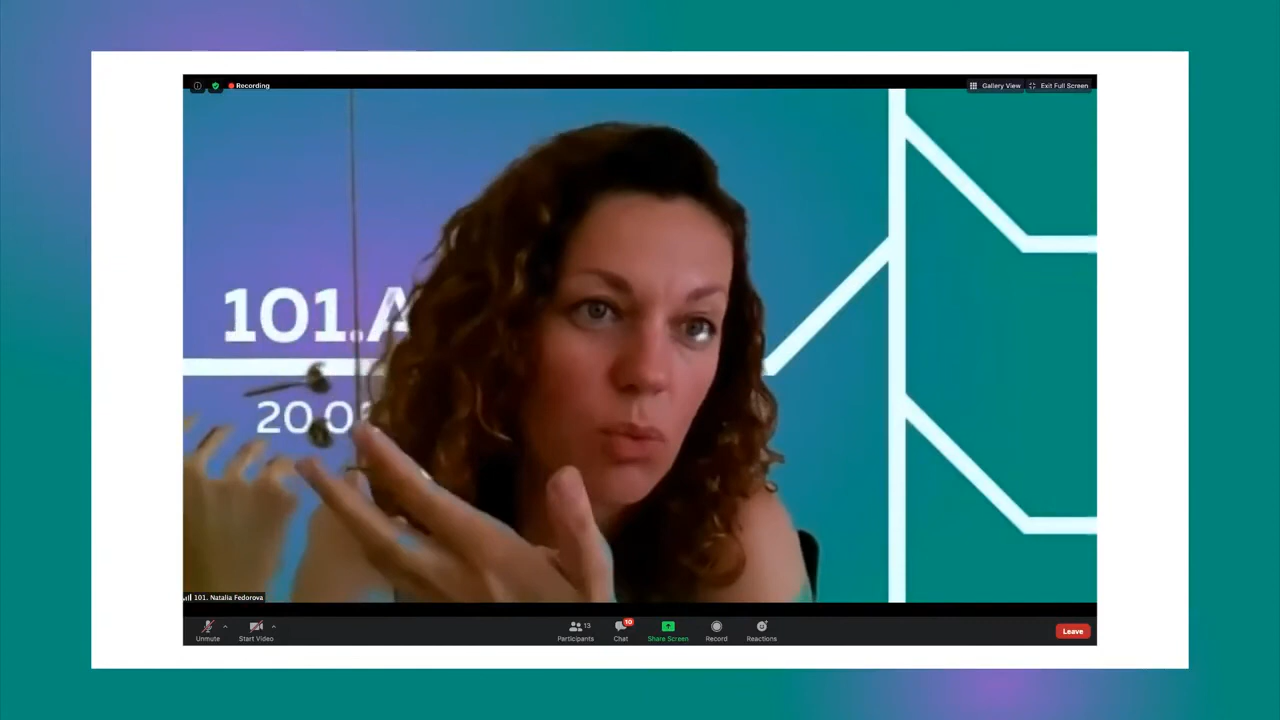 Recording
Gallery View
Exit Full Screen
101.A
20.0
101. Natalia Fedorova
Unmute
Start Video
13
Participants
10
Chat
Share Screen
Record
Reactions
Leave